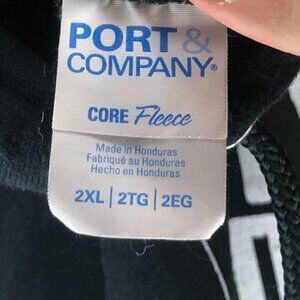 PORT &
COMPANY®
CORE Fleece
Made in Honduras
Fabriqué au Honduras
Hecho en Honduras
2XL | 2TG | 2EG